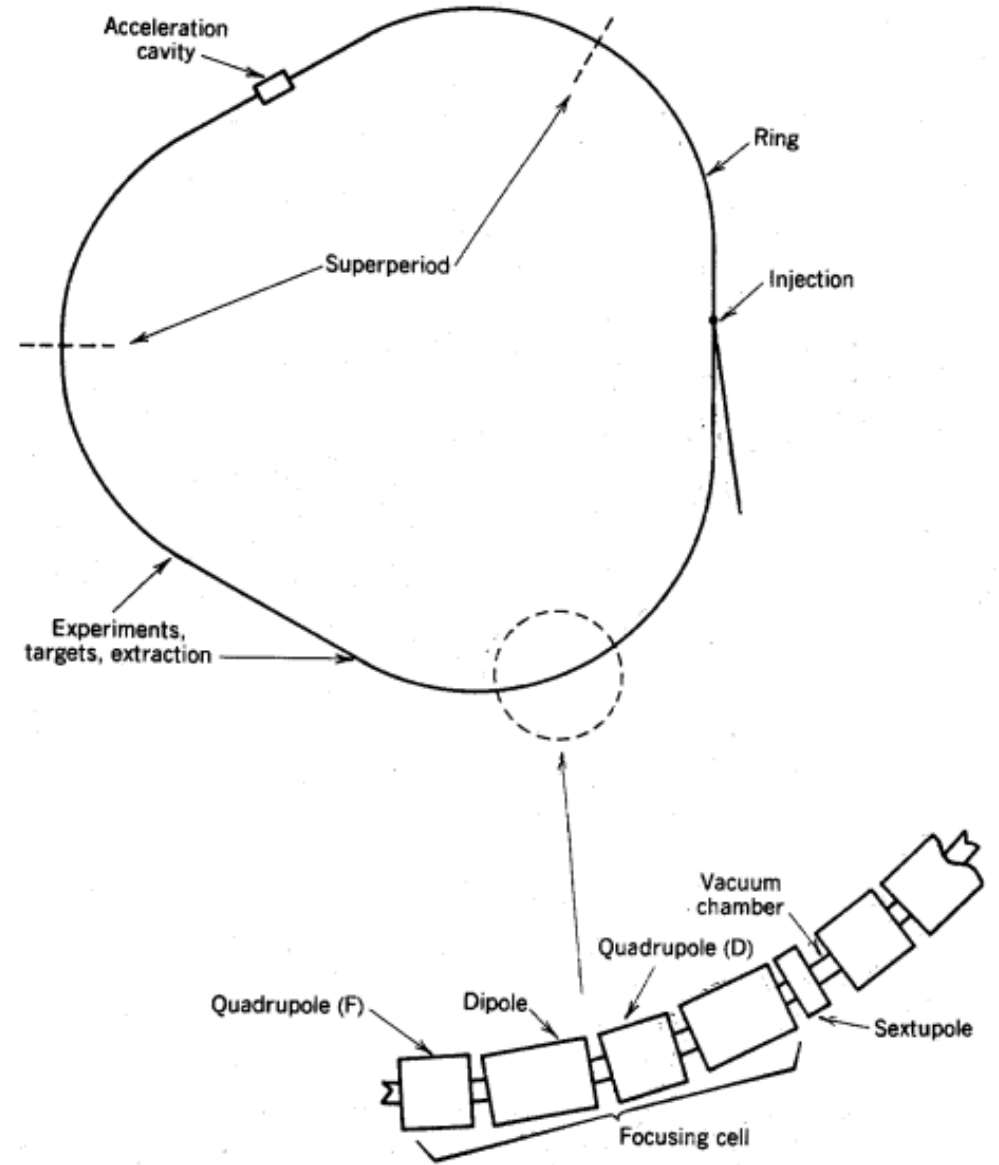 Acceleration
cavity
Ring
Superperiod
Injection
Experiments,
targets, extraction
Vacuum
chamber
Quadrupole (D)
Quadrupole (F)
Dipole
Sextupole
Focusing cell